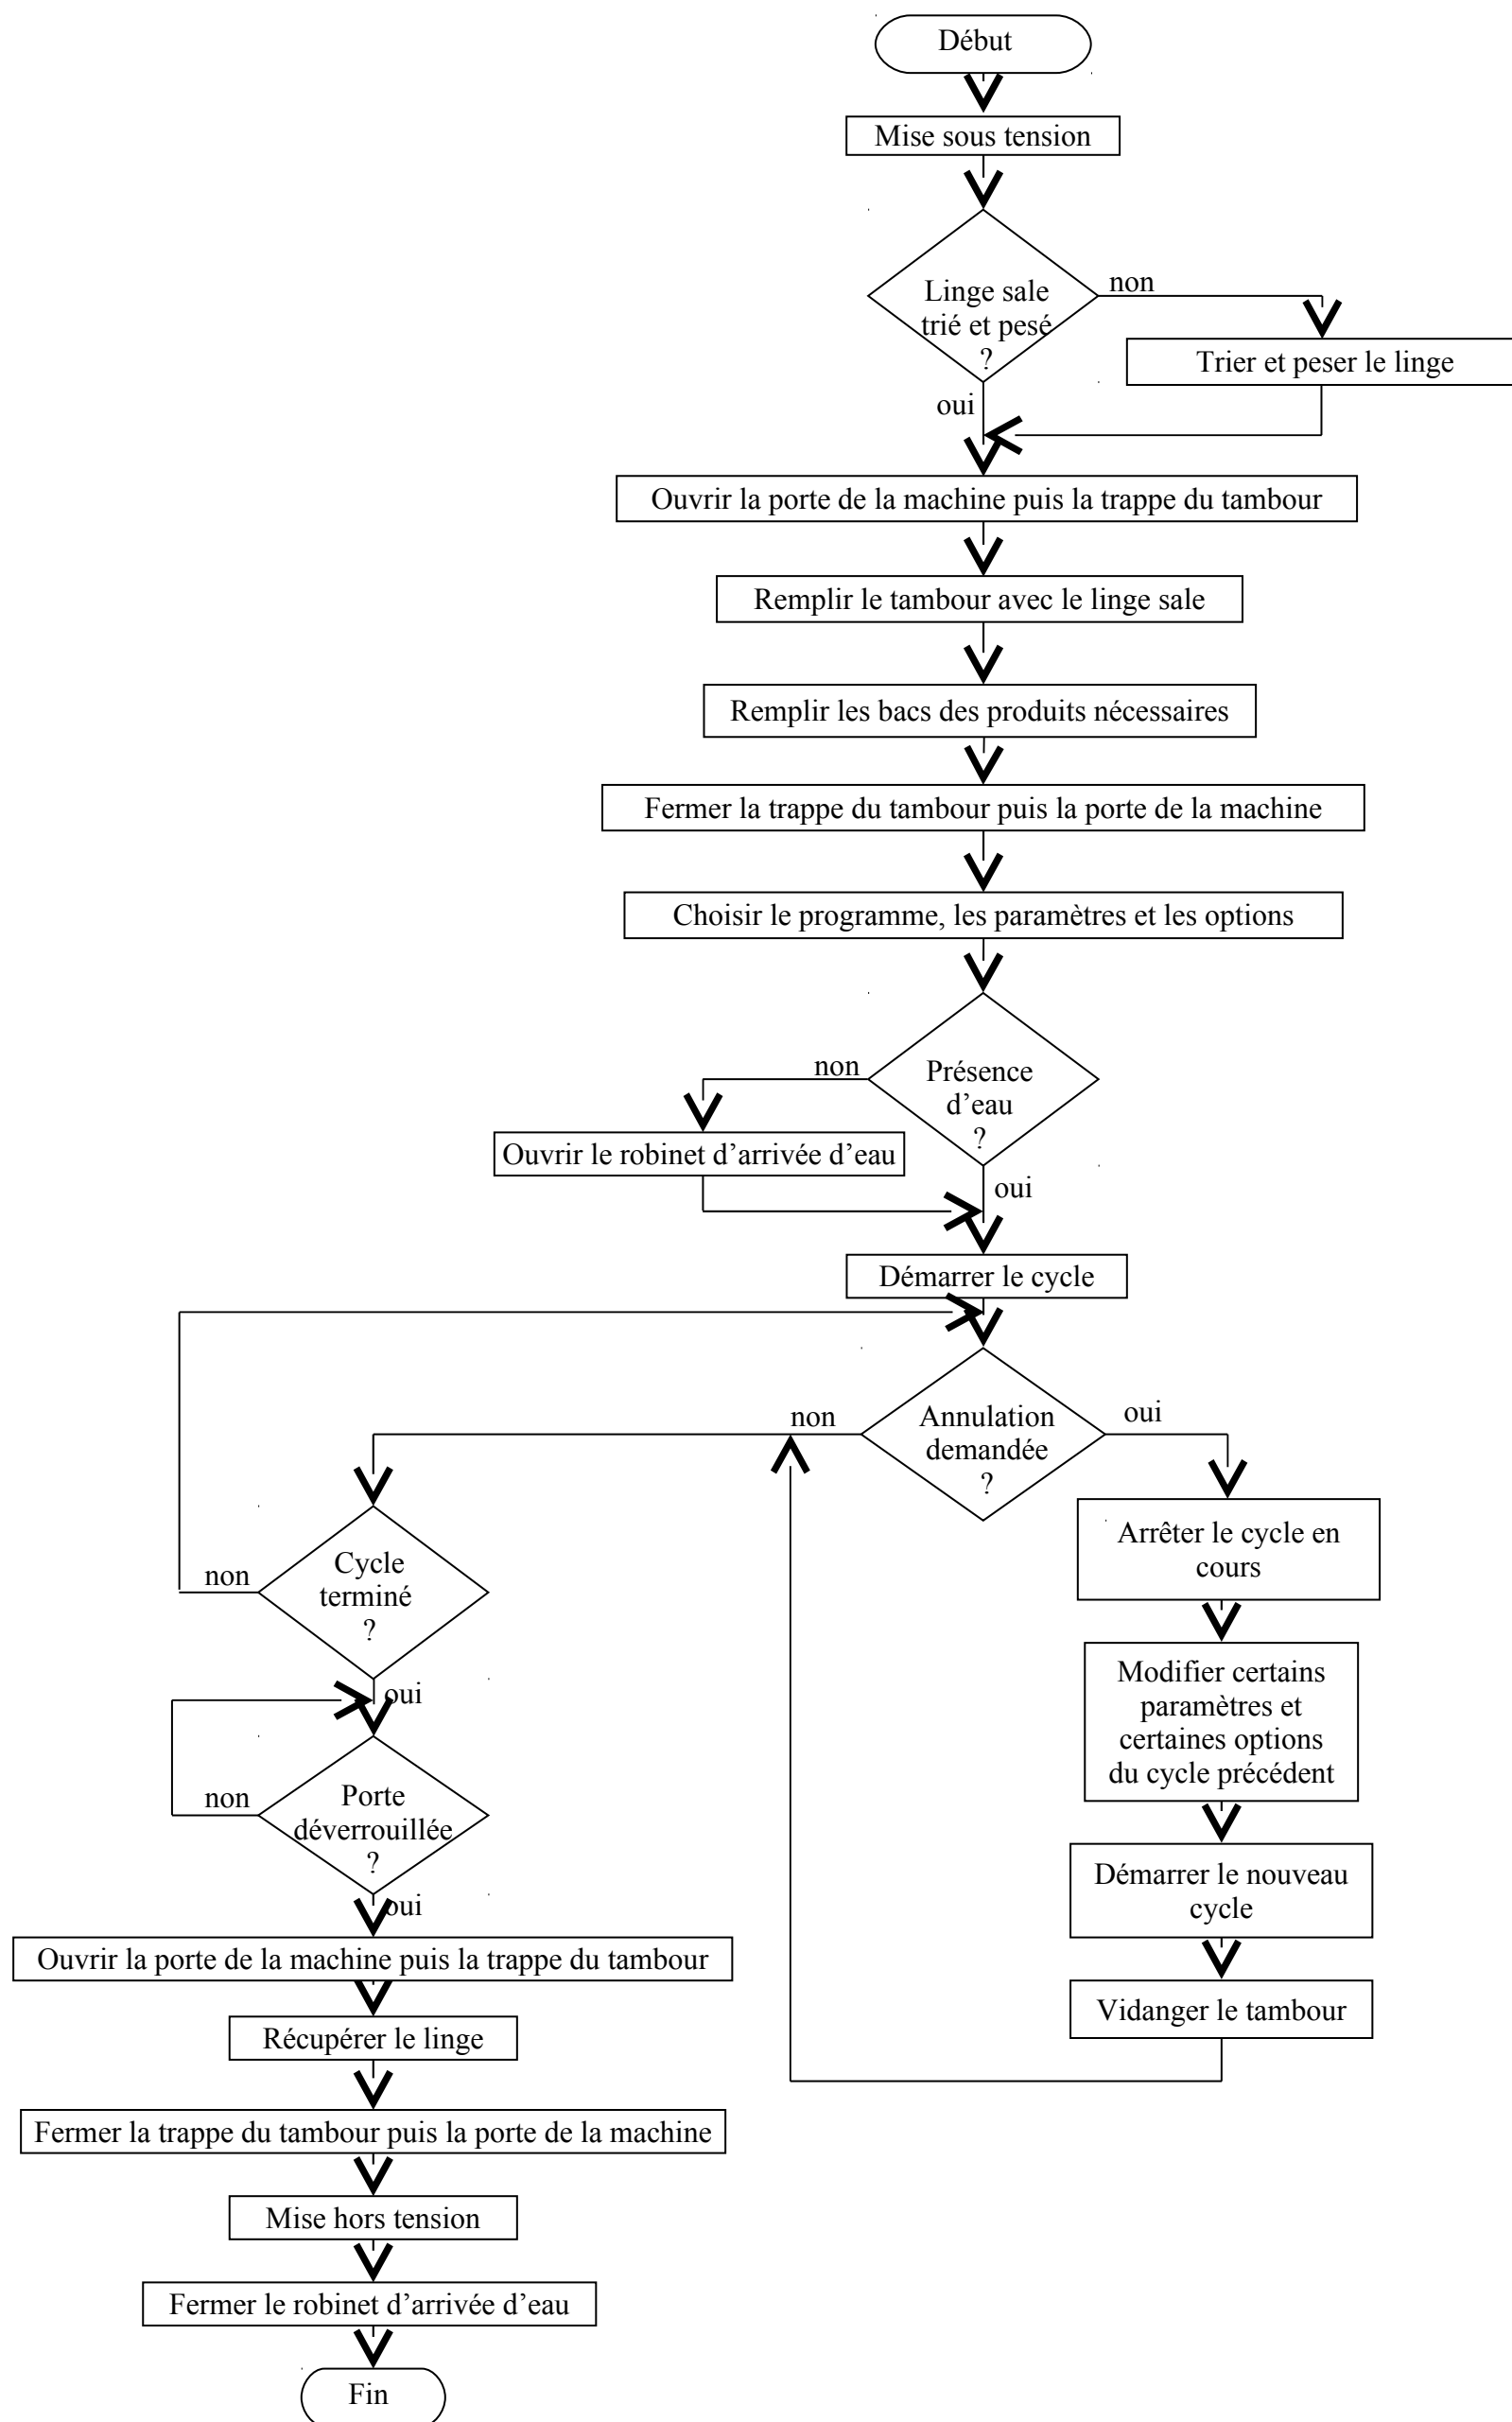 Début
Mise sous tension
non
Linge sale
trié et pesé
?
Trier et peser le linge
oui
Ouvrir la porte de la machine puis la trappe du tambour
Remplir le tambour avec le linge sale
Remplir les bacs des produits nécessaires
Fermer la trappe du tambour puis la porte de la machine
Choisir le programme, les paramètres et les options
non
Présence
d’eau
?
Ouvrir le robinet d’arrivée d’eau
oui
Démarrer le cycle
non
Annulation
demandée
?
oui
Arrêter le cycle en
cours
Cycle
terminé
?
non
oui
Modifier certains
paramètres et
certaines options
du cycle précédent
non
Porte
déverrouillée
?
oui
Démarrer le nouveau
cycle
Ouvrir la porte de la machine puis la trappe du tambour
Vidanger le tambour
Récupérer le linge
Fermer la trappe du tambour puis la porte de la machine
Mise hors tension
Fermer le robinet d’arrivée d’eau
Fin